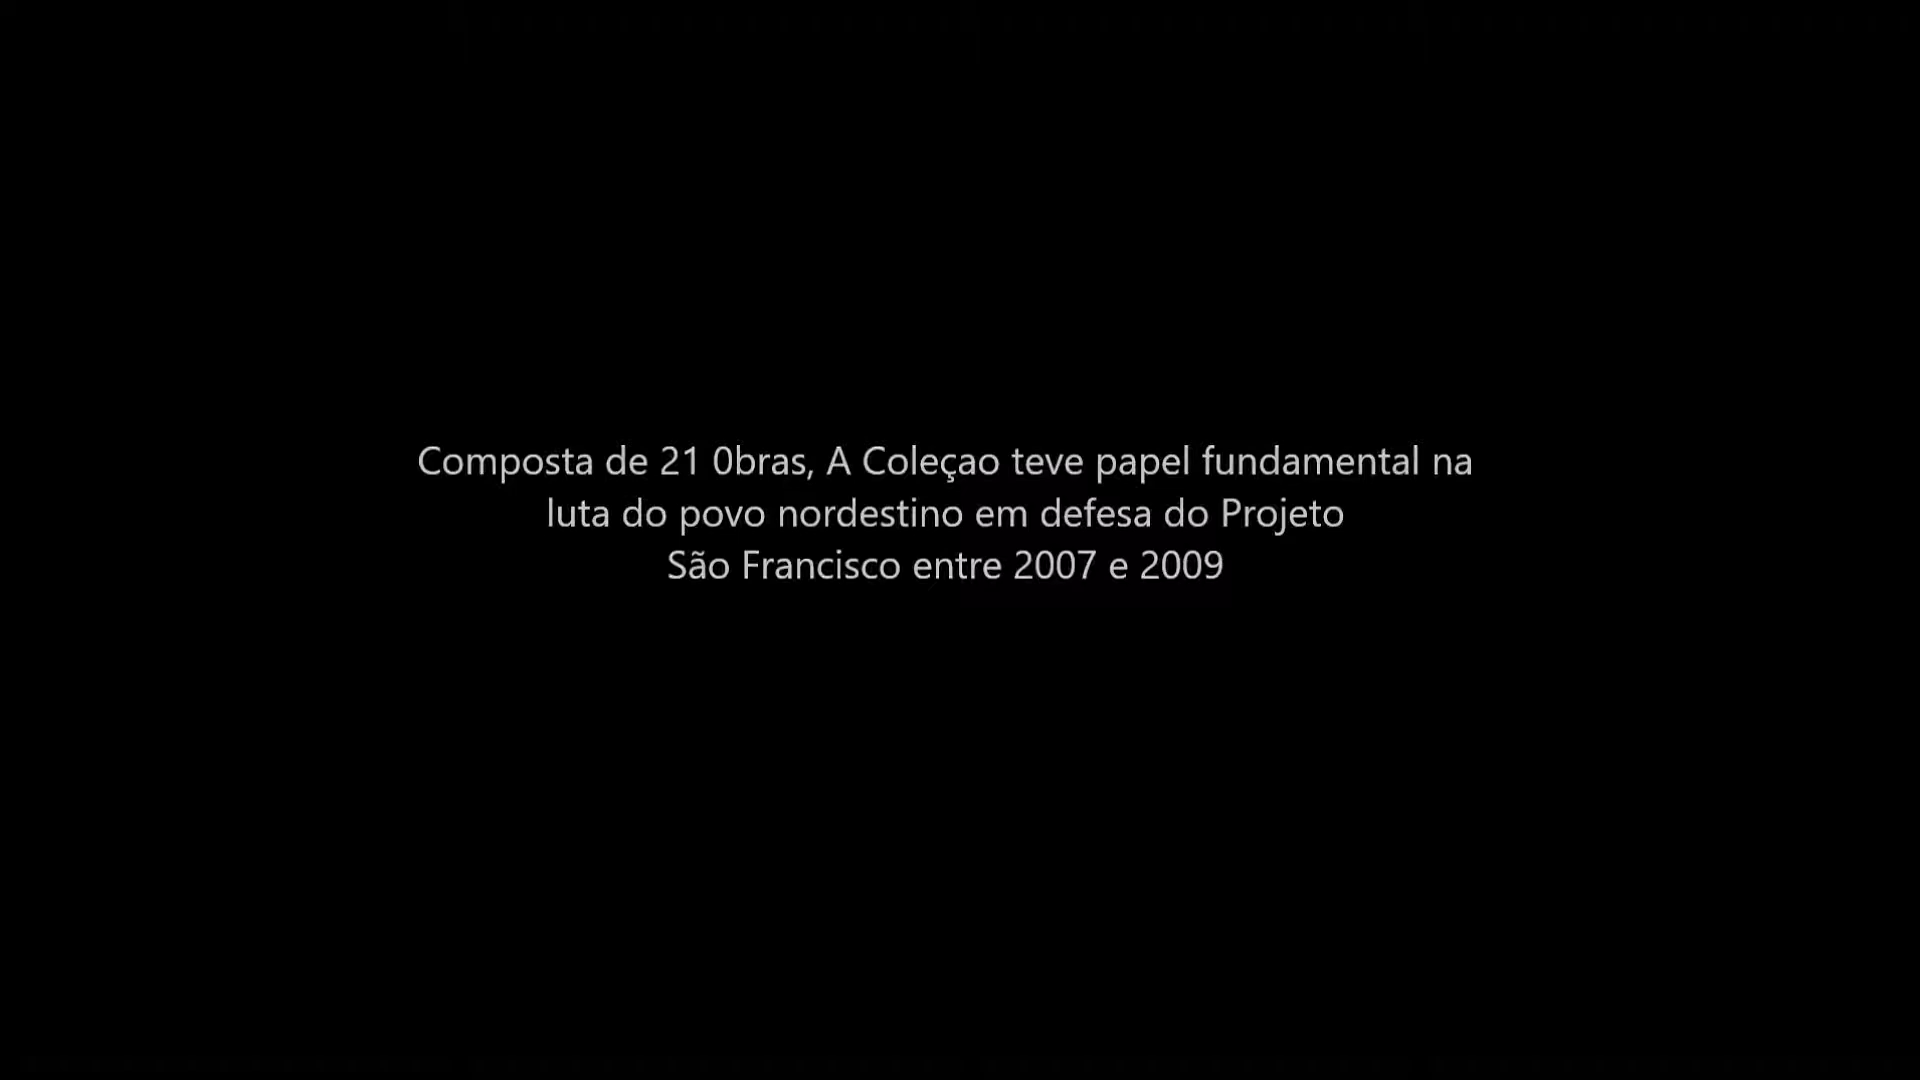 Composta de 21 0bras, A Coleçao teve papel fundamental na
luta do povo nordestino em defesa do Projeto
São Francisco entre 2007 e 2009